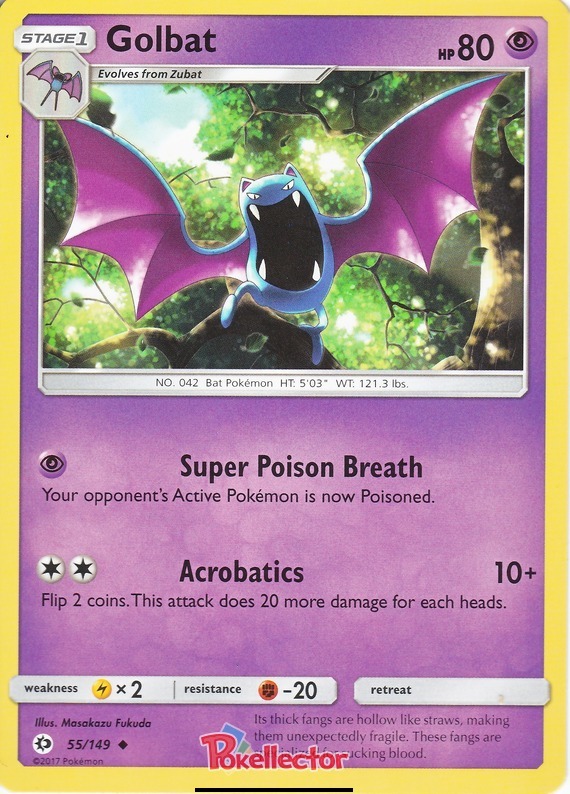 STAGE1 Golbat HP80
Evolves from Zubat
NO. 042 Bat Pokémon HT: 5'03" WT: 121.3 lbs.
Super Poison Breath
Your opponent's Active Pokémon is now Poisoned.
Acrobatics 10+
Flip 2 coins. This attack does 20 more damage for each heads.
weakness ×2 resistance -20 retreat
Illus. Masakazu Fukuda
55/149
©2017 Pokémon
Its thick fangs are hollow like straws, making
them unexpectedly fragile. These fangs are
sucking blood.
Pokellector